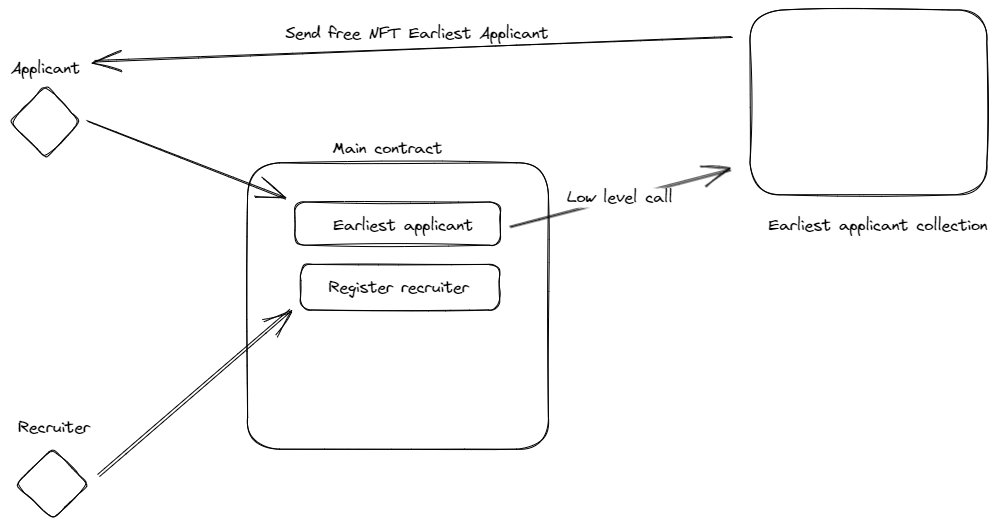 Send free NFT Earliest Applicant
Applicant
Main contract
Low level call
Earliest applicant
Earliest applicant collection
Register recruiter
Recruiter